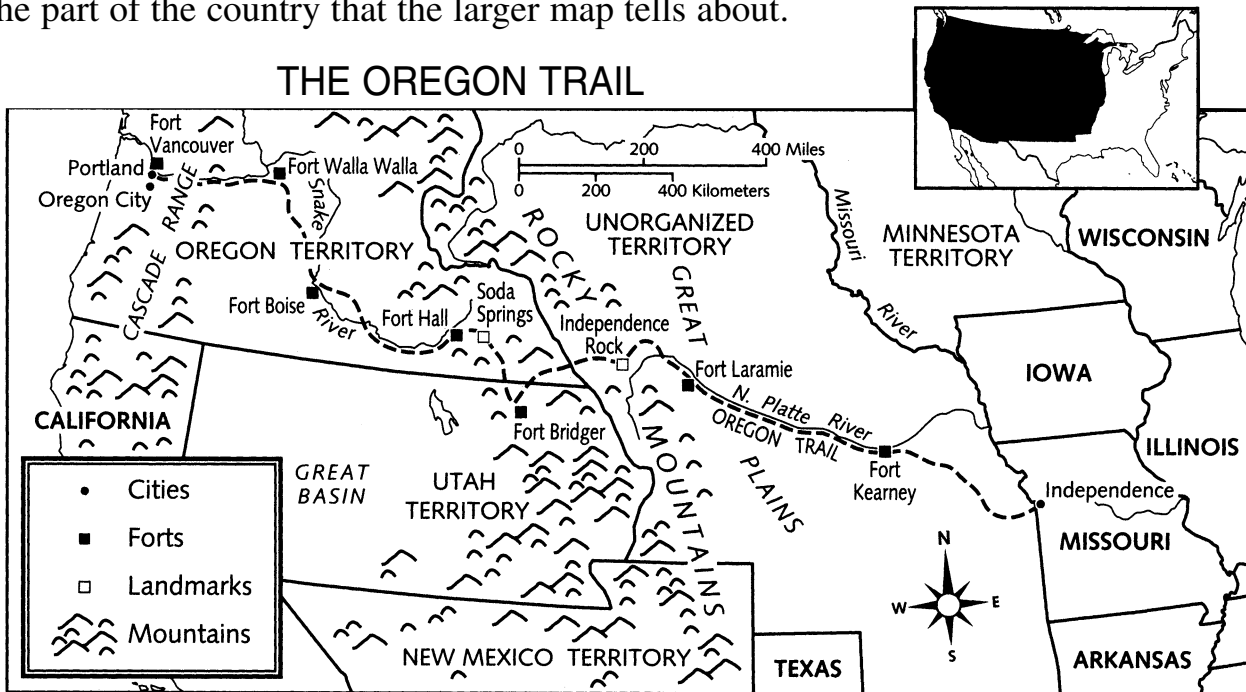 he part of the country that the larger map tells about.
THE OREGON TRAIL
Fort
Vancouver
Portland
Oregon City
Fort Walla Walla
Snake
CASCADE RANGE
OREGON TERRITORY
Fort Boise
River
Fort Hall
Soda
Springs
0 200 400 Miles
0 200 400 Kilometers
ROCKY
UNORGANIZED
TERRITORY
GREAT
Independence
Rock
Fort Laramie
N. Platte River
OREGON TRAIL
Missouri
River
MINNESOTA
TERRITORY
WISCONSIN
IOWA
ILLINOIS
CALIFORNIA
Fort Bridger
GREAT
BASIN
UTAH
TERRITORY
MOUNTAINS
PLAINS
Fort
Kearney
Independence
MISSOURI
N
W E
S
Cities
Forts
Landmarks
Mountains
NEW MEXICO TERRITORY
TEXAS
ARKANSAS